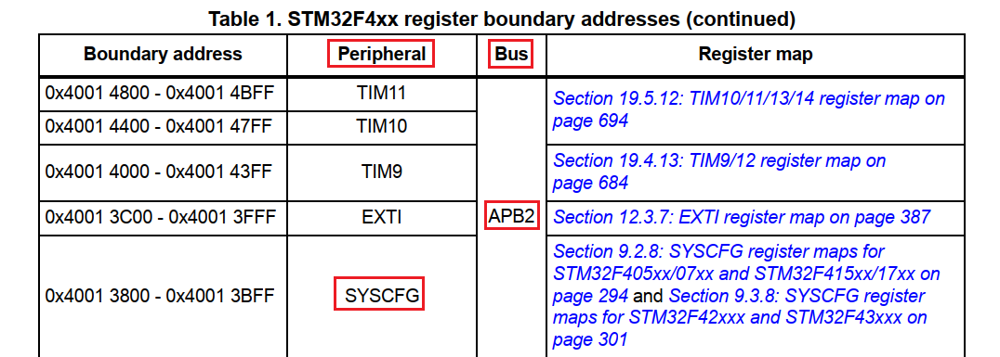 Table 1. STM32F4xx register boundary addresses (continued)
Boundary address Peripheral Bus Register map
0x4001 4800 - 0x4001 4BFF TIM11
Section 19.5.12: TIM10/11/13/14 register map on
page 694
0x4001 4400 - 0x4001 47FF TIM10
Section 19.4.13: TIM9/12 register map on
page 684
0x4001 4000 - 0x4001 43FF TIM9
APB2
0x4001 3C00 - 0x4001 3FFF EXTI
Section 12.3.7: EXTI register map on page 387
0x4001 3800 - 0x4001 3BFF SYSCFG
Section 9.2.8: SYSCFG register maps for
STM32F405xx/07xx and STM32F415xx/17xx on
page 294 and Section 9.3.8: SYSCFG register
maps for STM32F42xxx and STM32F43xxx on
page 301